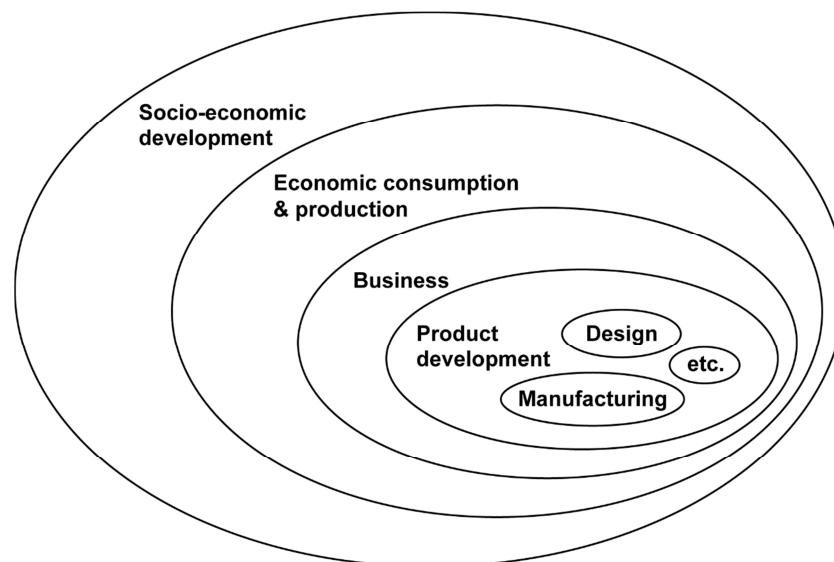 Socio-economic
development
Economic consumption
& production
Business
Product
development
Design
etc.
Manufacturing